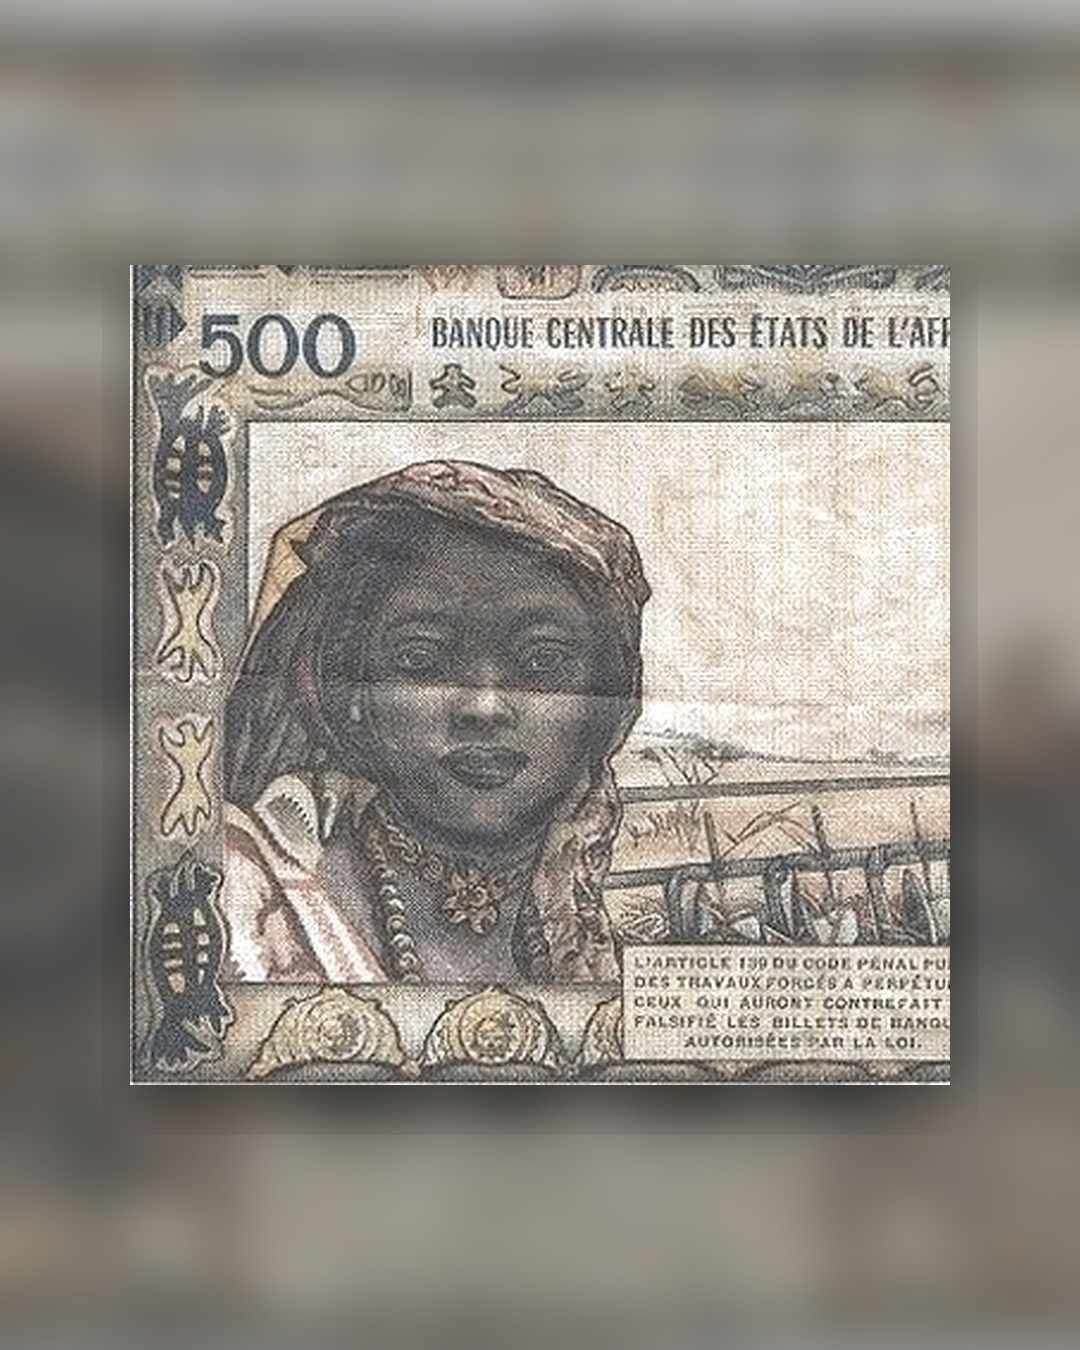 500
BANQUE CENTRALE DES ÉTATS DE L'AFR
L'ARTICLE 139 DU CODE PÉNAL PU
DES TRAVAUX FORCÉS A PERPÉTU
CEUX QUI AURONT CONTREFAIT
FALSIFIÉ LES BILLETS DE BANQU
AUTORISÉES PAR LA LOI.